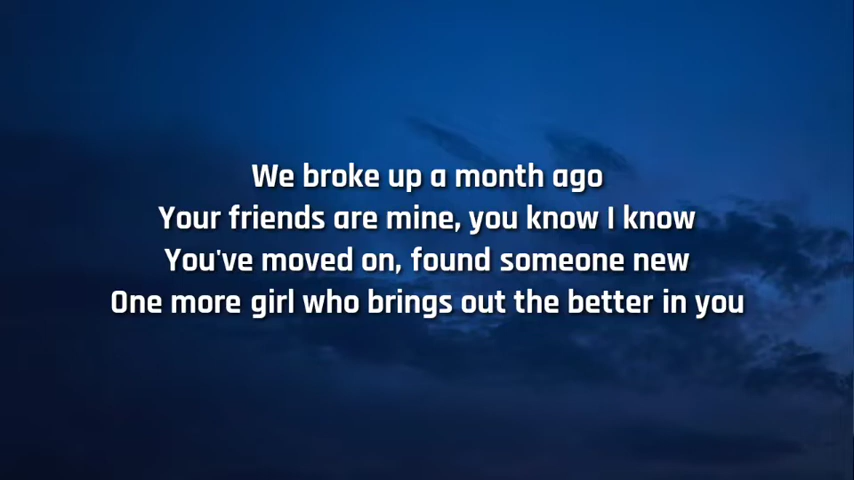 We broke up a month ago
Your friends are mine, you know I know
You've moved on, found someone new
One more girl who brings out the better in you